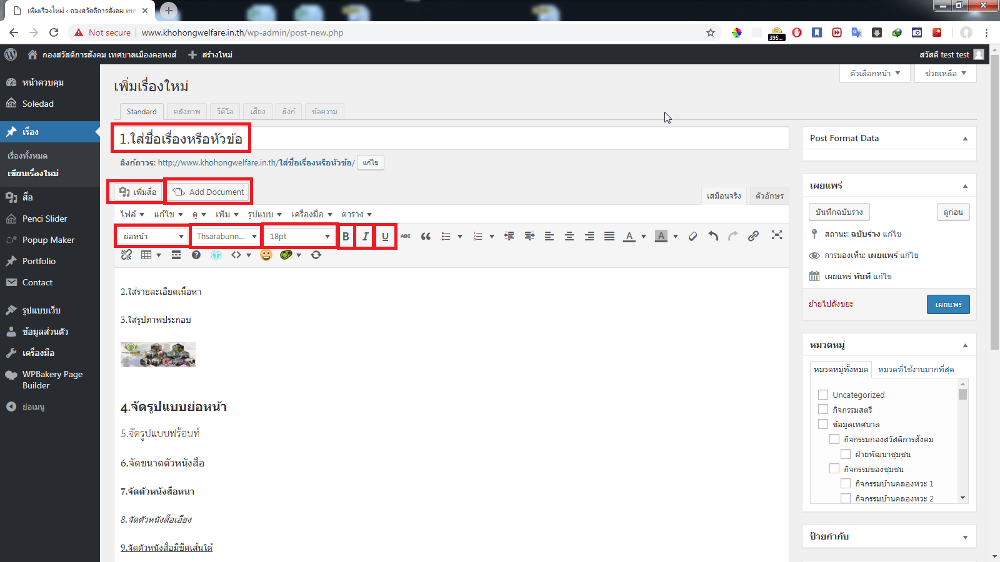 เพิ่มเรื่องใหม่ ‹ กองสวัสดิการสังคม เทศ
Not secure
www.khohongwelfare.in.th/wp-admin/post-new.php
395...
กองสวัสดิการสังคม เทศบาลเมืองคอหงส์
สร้างใหม่
สวัสดี test test
หน้าควบคุม
Soledad
เรื่อง
เรื่องทั้งหมด
เขียนเรื่องใหม่
สื่อ
Penci Slider
Popup Maker
Portfolio
Contact
รูปแบบเว็บ
ข้อมูลส่วนตัว
เครื่องมือ
WPBakery Page
Builder
ย่อเมนู
ตัวเลือกหน้า
ช่วยเหลือ
เพิ่มเรื่องใหม่
Standard
คลังภาพ
วีดีโอ
เสียง
ลิงก์
ข้อความ
1.ใส่ชื่อเรื่องหรือหัวข้อ
ลิงก์ถาวร: http://www.khohongwelfare.in.th/ใส่ชื่อเรื่องหรือหัวข้อ/
แก้ไข
เพิ่มสื่อ
Add Document
เสมือนจริง
ตัวอักษร
ไฟล์
แก้ไข
ดู
เพิ่ม
รูปแบบ
เครื่องมือ
ตาราง
ย่อหน้า
Thsarabunn...
18pt
B
I
U
ABC
A
A
2.ใส่รายละเอียดเนื้อหา
3.ใส่รูปภาพประกอบ
4.จัดรูปแบบย่อหน้า
5.จัดรูปแบบฟร้อนท์
6.จัดขนาดตัวหนังสือ
7.จัดตัวหนังสือหนา
8.จัดตัวหนังสือเอียง
9.จัดตัวหนังสือมีขีดเส้นใต้
Post Format Data
เผยแพร่
บันทึกฉบับร่าง
ดูก่อน
สถานะ: ฉบับร่าง แก้ไข
การมองเห็น: เผยแพร่ แก้ไข
เผยแพร่ ทันที แก้ไข
ย้ายไปถังขยะ
เผยแพร่
หมวดหมู่
หมวดหมู่ทั้งหมด
หมวดที่ใช้งานมากที่สุด
Uncategorized
กิจกรรมสตรี
ข้อมูลเทศบาล
กิจกรรมกองสวัสดิการสังคม
ฝ่ายพัฒนาชุมชน
กิจกรรมของชุมชน
กิจกรรมบ้านคลองหวะ 1
กิจกรรมบ้านคลองหวะ 2
ป้ายกำกับ